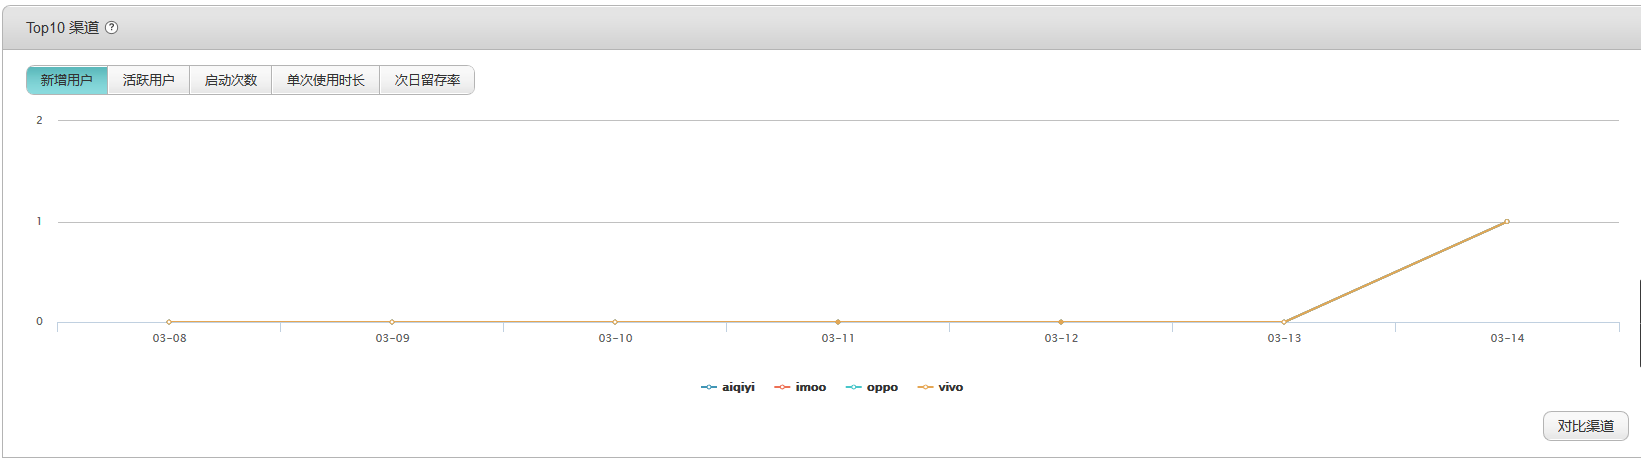 Top10 渠道 ?
新增用户 活跃用户 启动次数 单次使用时长 次日留存率
2
1
0
03-08 03-09 03-10 03-11 03-12 03-13 03-14
aiqiyi imoo oppo vivo
对比渠道